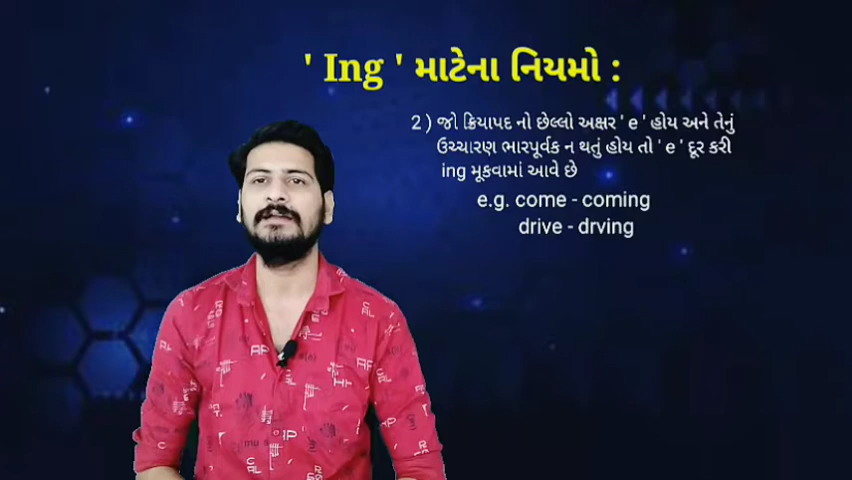 ' Ing ' માટેના નિયમો :
2 ) જો ક્રિયાપદ નો છેલ્લો અક્ષર ' e ' હોય અને તેનું
ઉચ્ચારણ ભારપૂર્વક ન થતું હોય તો ' e ' દૂર કરી
ing મૂકવામાં આવે છે
e.g. come - coming
drive - drving